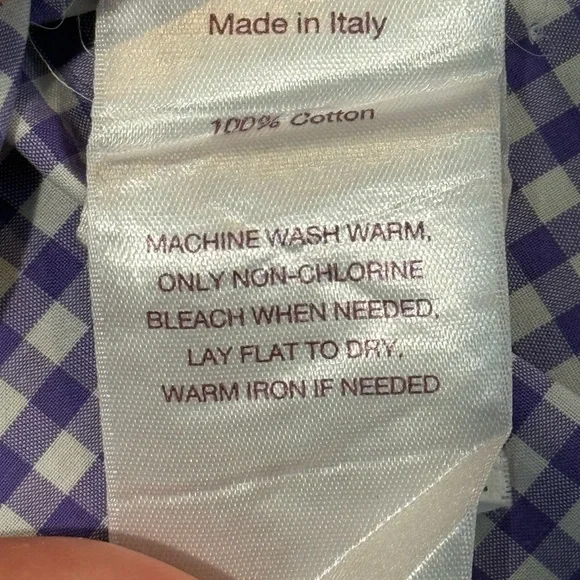 Made in Italy
100% Cotton
MACHINE WASH WARM,
ONLY NON-CHLORINE
BLEACH WHEN NEEDED,
LAY FLAT TO DRY,
WARM IRON IF NEEDED